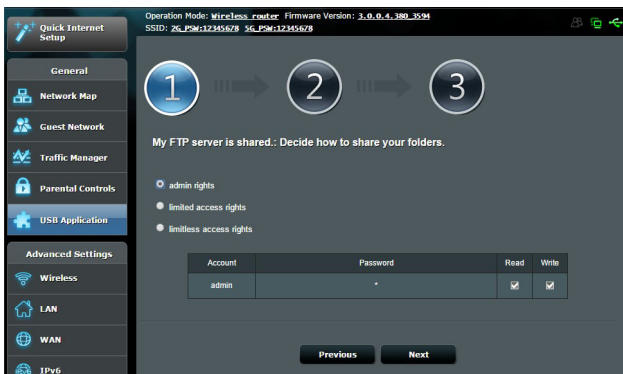 Quick Internet
Setup
Operation Mode: Wireless router Firmware Version: 3.0.0.4.380_3594
SSID: 2G_PSW:12345678 5G_PSW:12345678
General
Network Map
Guest Network
Traffic Manager
Parental Controls
USB Application
Advanced Settings
Wireless
LAN
WAN
IPv6
1 2 3
My FTP server is shared.: Decide how to share your folders.
admin rights
limited access rights
limitless access rights
Account Password Read Write
admin *
Previous Next